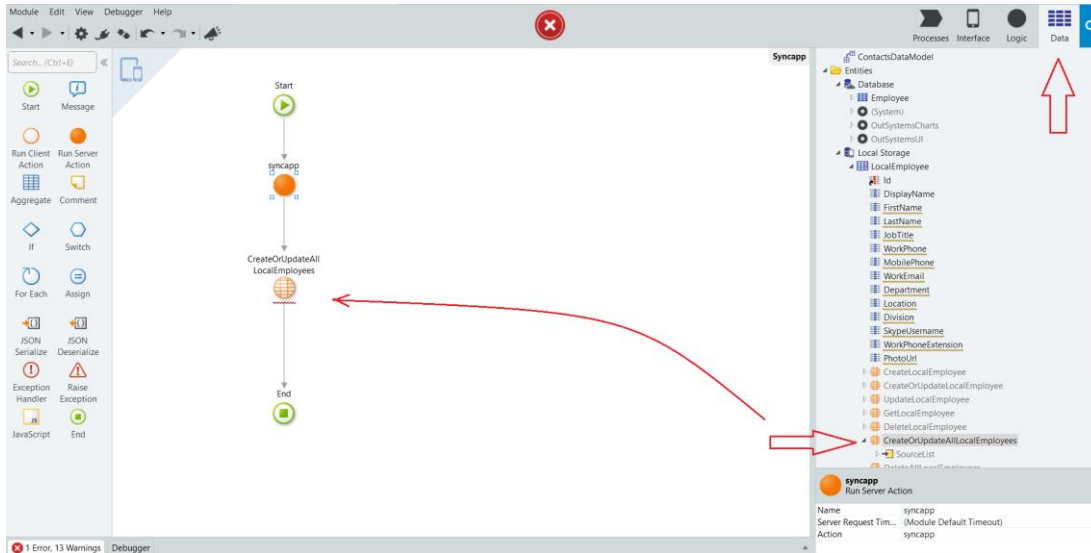 Module Edit View Debugger Help
Processes Interface Logic Data
Search... (Ctrl+E)
Start Message
Run Client Action
Run Server Action
Aggregate Comment
If Switch
For Each Assign
JSON Serialize
JSON Deserialize
Exception Handler
Raise Exception
JavaScript End
Syncapp
Start
syncapp
CreateOrUpdateAll
LocalEmployees
End
ContactsDataModel
Entities
Database
Employee
(System)
OutSystemsCharts
OutSystemsUI
Local Storage
LocalEmployee
Id
DisplayName
FirstName
LastName
JobTitle
WorkPhone
MobilePhone
WorkEmail
Department
Location
Division
SkypeUsername
WorkPhoneExtension
PhotoUrl
CreateLocalEmployee
CreateOrUpdateLocalEmployee
UpdateLocalEmployee
GetLocalEmployee
DeleteLocalEmployee
CreateOrUpdateAllLocalEmployees
SourceList
syncapp
Run Server Action
Name syncapp
Server Request Tim... (Module Default Timeout)
Action syncapp
1 Error, 13 Warnings Debugger